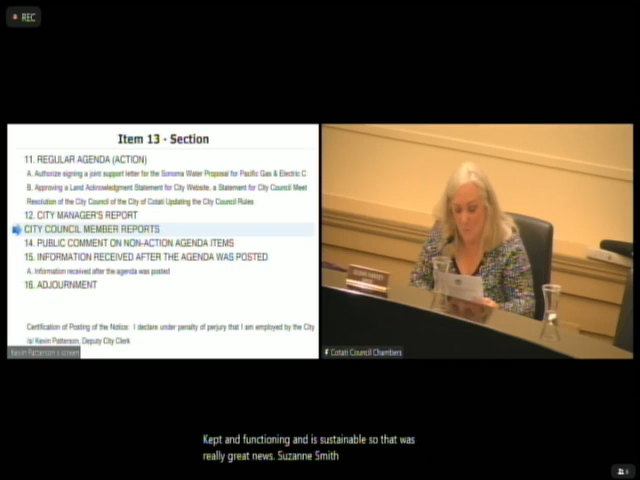 REC
Item 13 - Section
11. REGULAR AGENDA (ACTION)
A. Authorize signing a joint support letter for the Sonoma Water Proposal for Pacific Gas & Electric C
B. Approving a Land Acknowledgment Statement for City Website, a Statement for City Council Meet
Resolution of the City Council of the City of Cotati Updating the City Council Rules
12. CITY MANAGER'S REPORT
CITY COUNCIL MEMBER REPORTS
14. PUBLIC COMMENT ON NON-ACTION AGENDA ITEMS
15. INFORMATION RECEIVED AFTER THE AGENDA WAS POSTED
A. Information received after the agenda was posted
16. ADJOURNMENT
Certification of Posting of the Notice: I declare under penalty of perjury that I am employed by the City
/s/ Kevin Patterson, Deputy City Clerk
Kevin Patterson's screen
Cotati Council Chambers
Kept and functioning and is sustainable so that was
really great news. Suzanne Smith